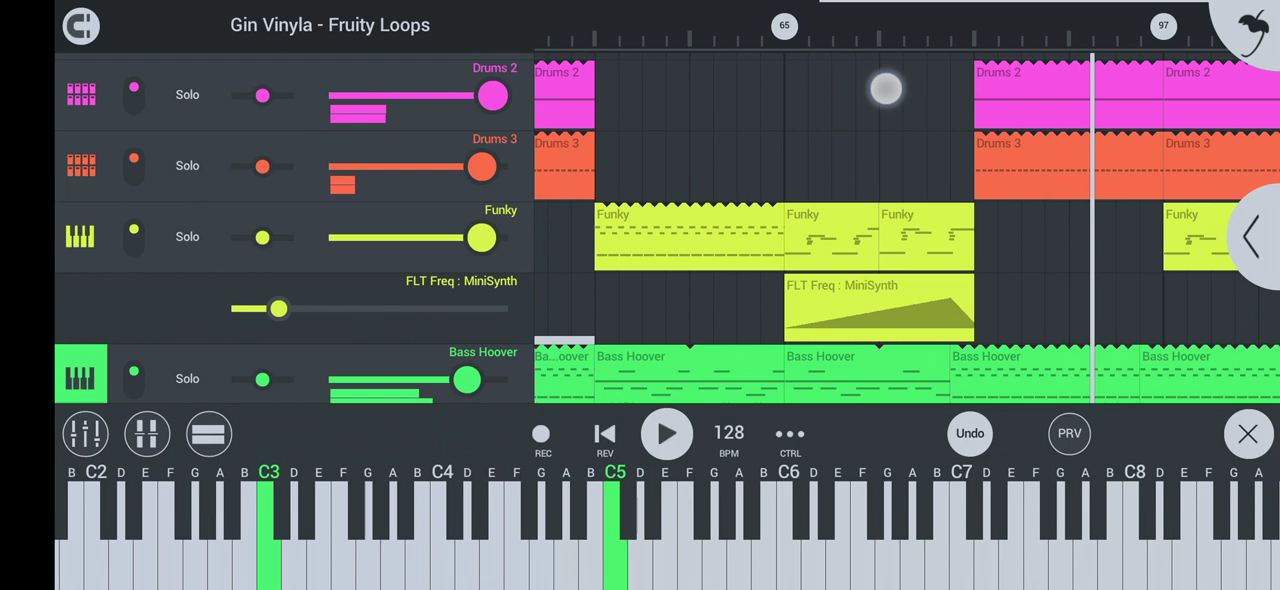 Gin Vinyla - Fruity Loops
65
97
Drums 2
Solo
Drums 2
Drums 2
Drums 2
Drums 3
Solo
Drums 3
Drums 3
Drums 3
Funky
Solo
Funky
Funky
Funky
Funky
FLT Freq : MiniSynth
FLT Freq : MiniSynth
Bass Hoover
Solo
Ba...oover
Bass Hoover
Bass Hoover
Bass Hoover
Bass Hoover
128
Undo
PRV
REC
REV
BPM
CTRL
B C2 D E F G A B C3 D E F G A B C4 D E F G A B C5 D E F G A B C6 D E F G A B C7 D E F G A B C8 D E F G A